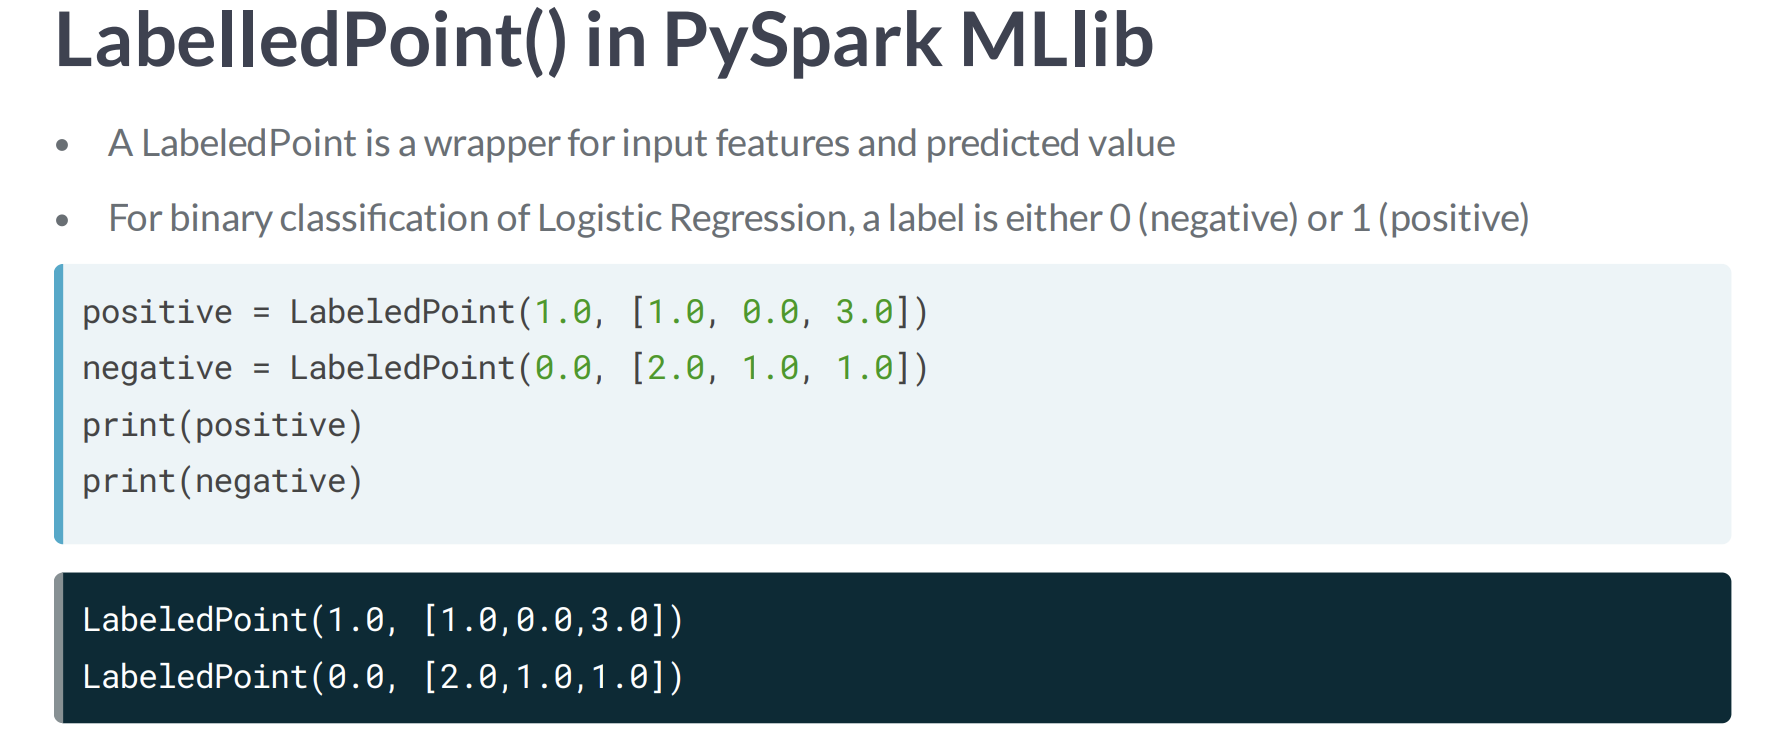 LabelledPoint() in PySpark MLlib
• A LabeledPoint is a wrapper for input features and predicted value
• For binary classification of Logistic Regression, a label is either 0 (negative) or 1 (positive)
positive = LabeledPoint(1.0, [1.0, 0.0, 3.0])
negative = LabeledPoint(0.0, [2.0, 1.0, 1.0])
print(positive)
print(negative)
LabeledPoint(1.0, [1.0,0.0,3.0])
LabeledPoint(0.0, [2.0,1.0,1.0])